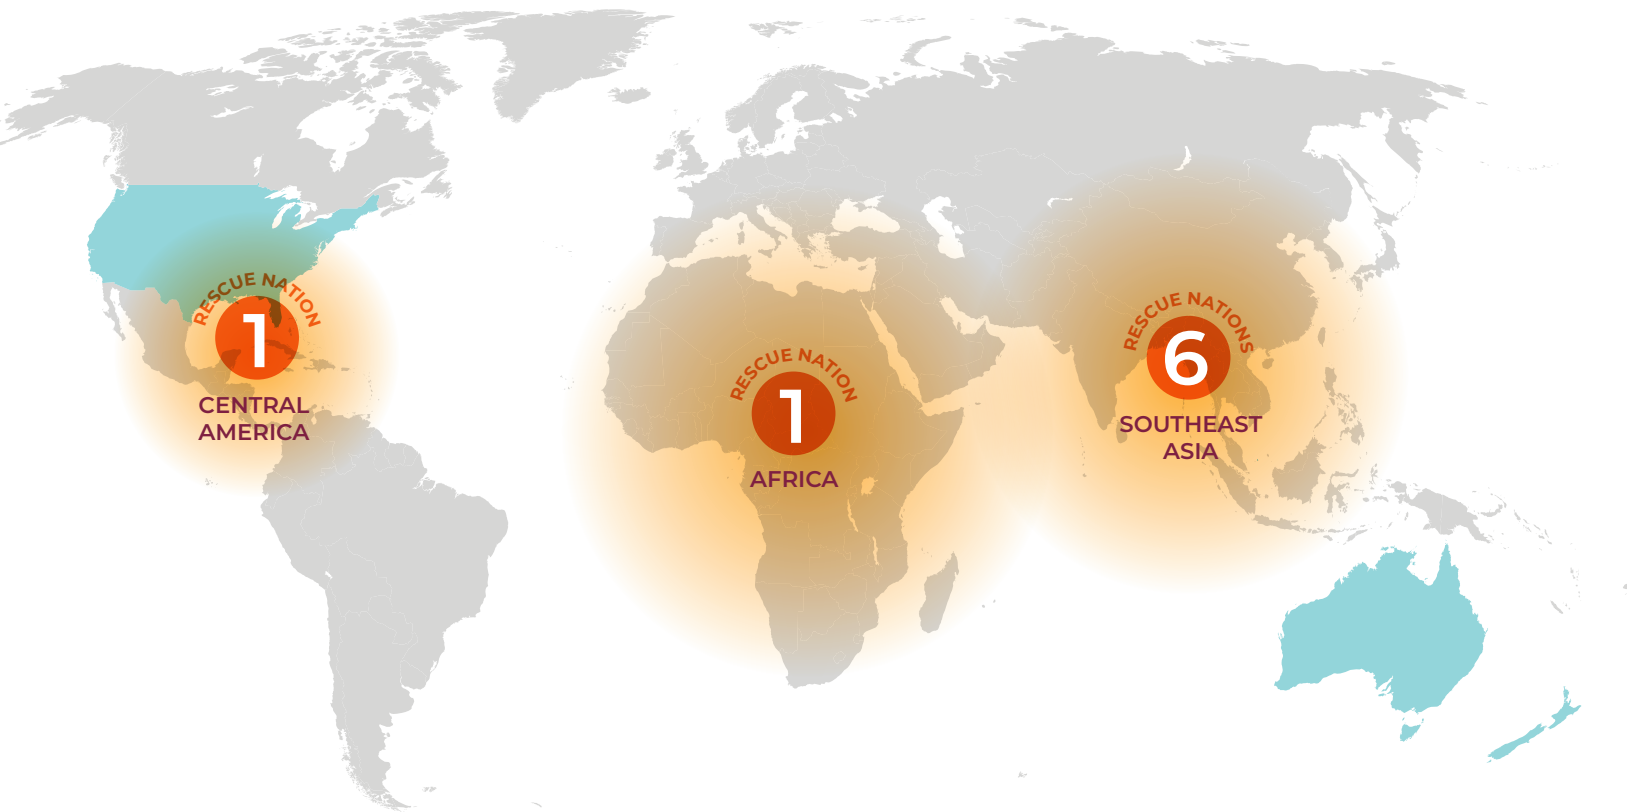 RESCUE NATION
1
CENTRAL
AMERICA
RESCUE NATION
1
AFRICA
RESCUE NATIONS
6
SOUTHEAST
ASIA